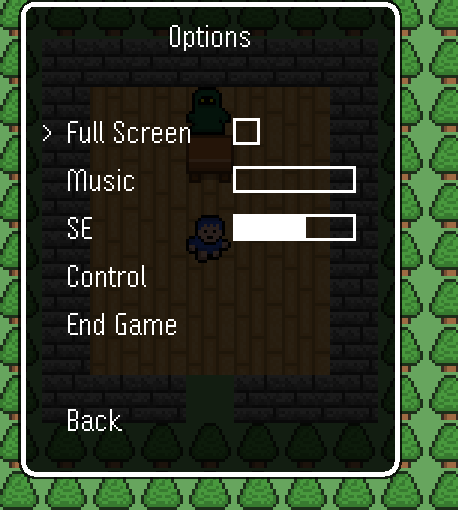 Options
> Full Screen
Music
SE
Control
End Game
Back